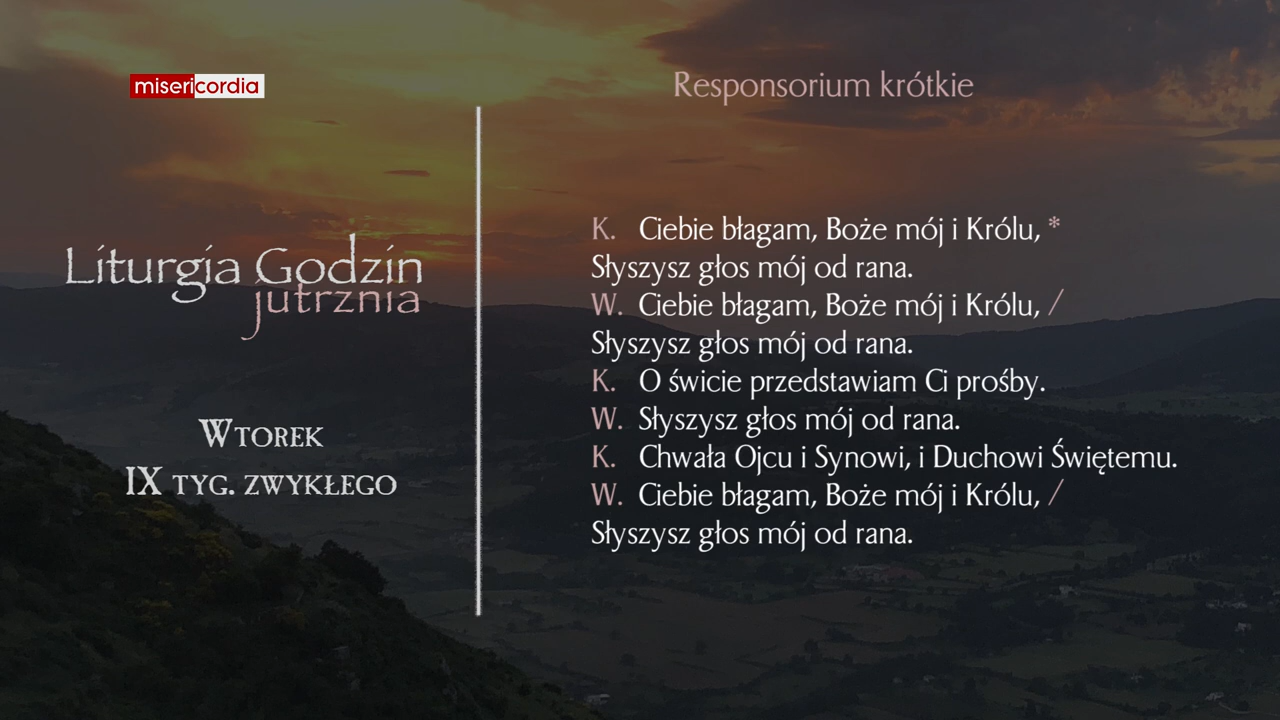 misericordia
Liturgia Godzin
jutrznia
Wtorek
IX tyg. zwykłego
Responsorium krótkie
K. Ciebie błagam, Boże mój i Królu, *
Słyszysz głos mój od rana.
W. Ciebie błagam, Boże mój i Królu, /
Słyszysz głos mój od rana.
K. O świcie przedstawiam Ci prośby.
W. Słyszysz głos mój od rana.
K. Chwała Ojcu i Synowi, i Duchowi Świętemu.
W. Ciebie błagam, Boże mój i Królu, /
Słyszysz głos mój od rana.